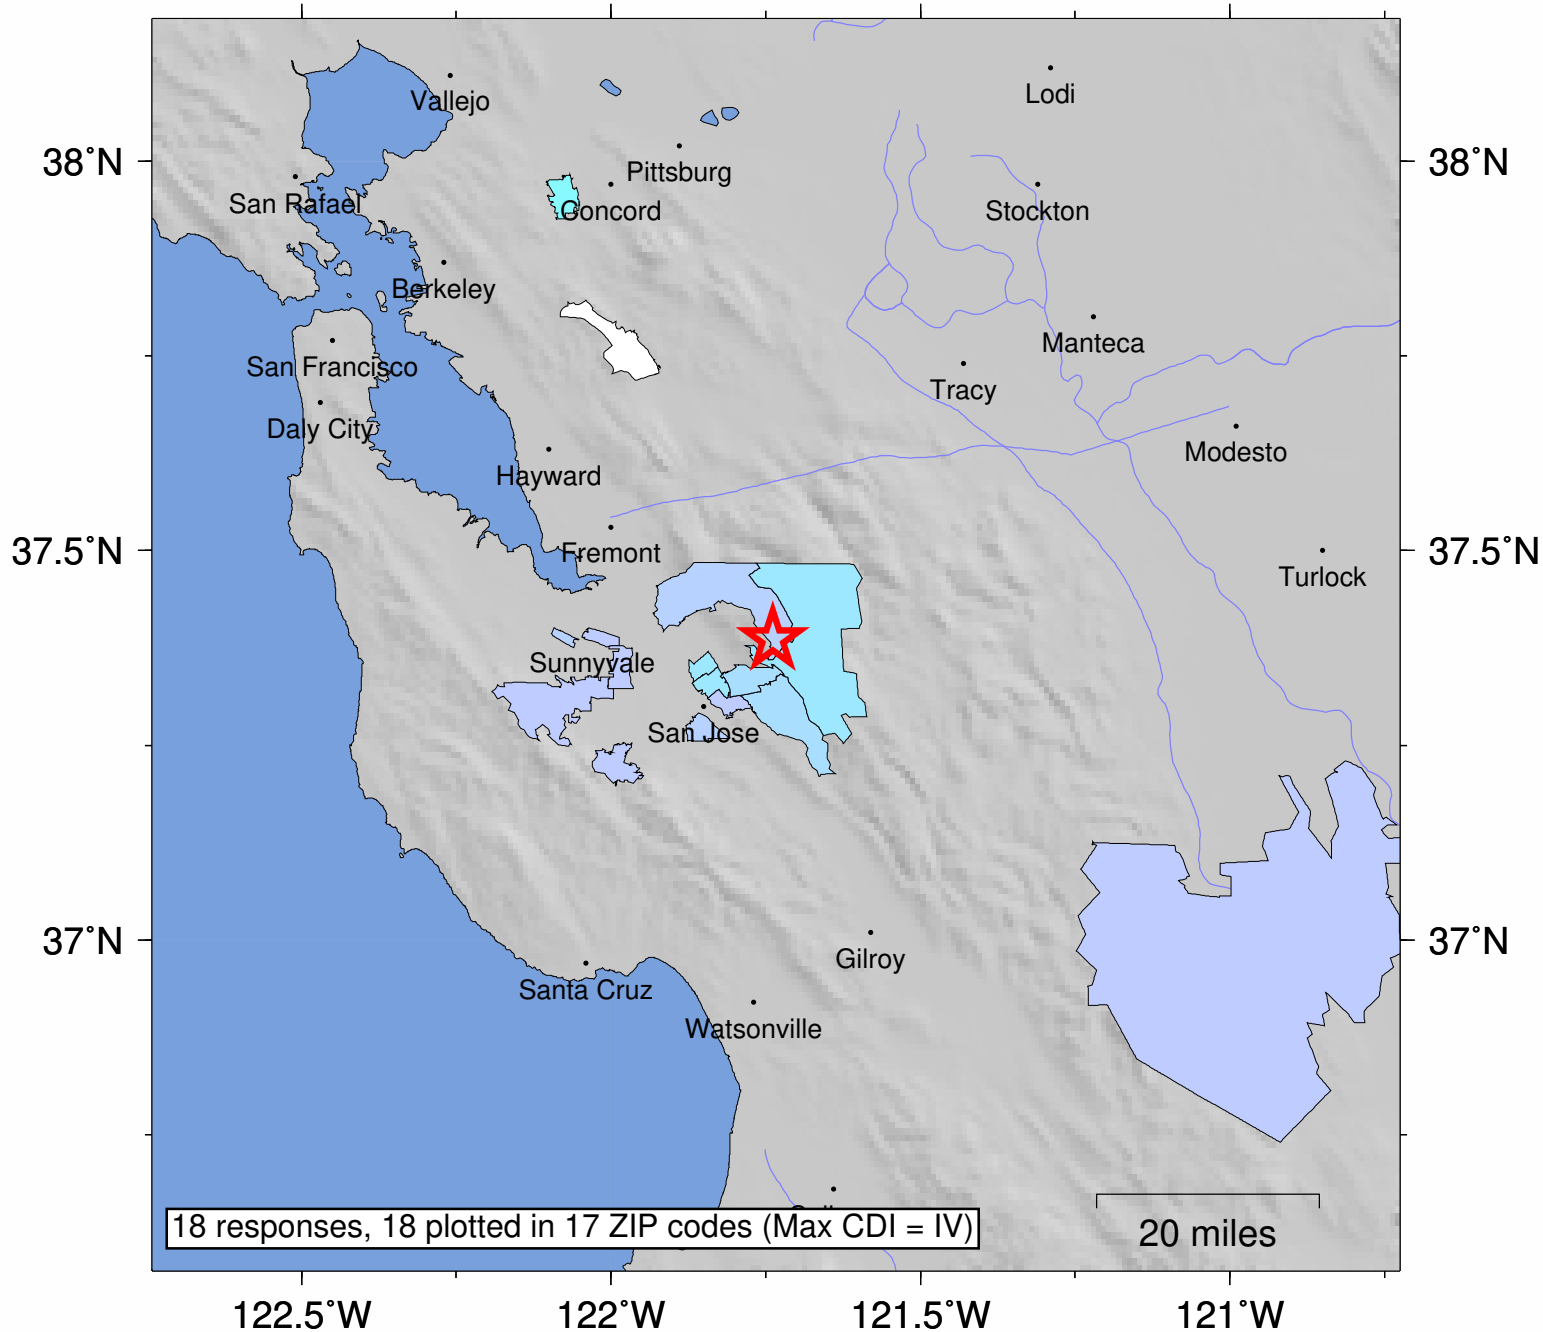 Vallejo
Lodi
38˚N
38˚N
Pittsburg
San Rafael
Concord
Stockton
Berkeley
Manteca
San Francisco
Tracy
Daly City
Modesto
Hayward
37.5˚N
37.5˚N
Fremont
Turlock
Sunnyvale
San Jose
37˚N
37˚N
Gilroy
Santa Cruz
Watsonville
18 responses, 18 plotted in 17 ZIP codes (Max CDI = IV)
20 miles
122.5˚W
122˚W
121.5˚W
121˚W